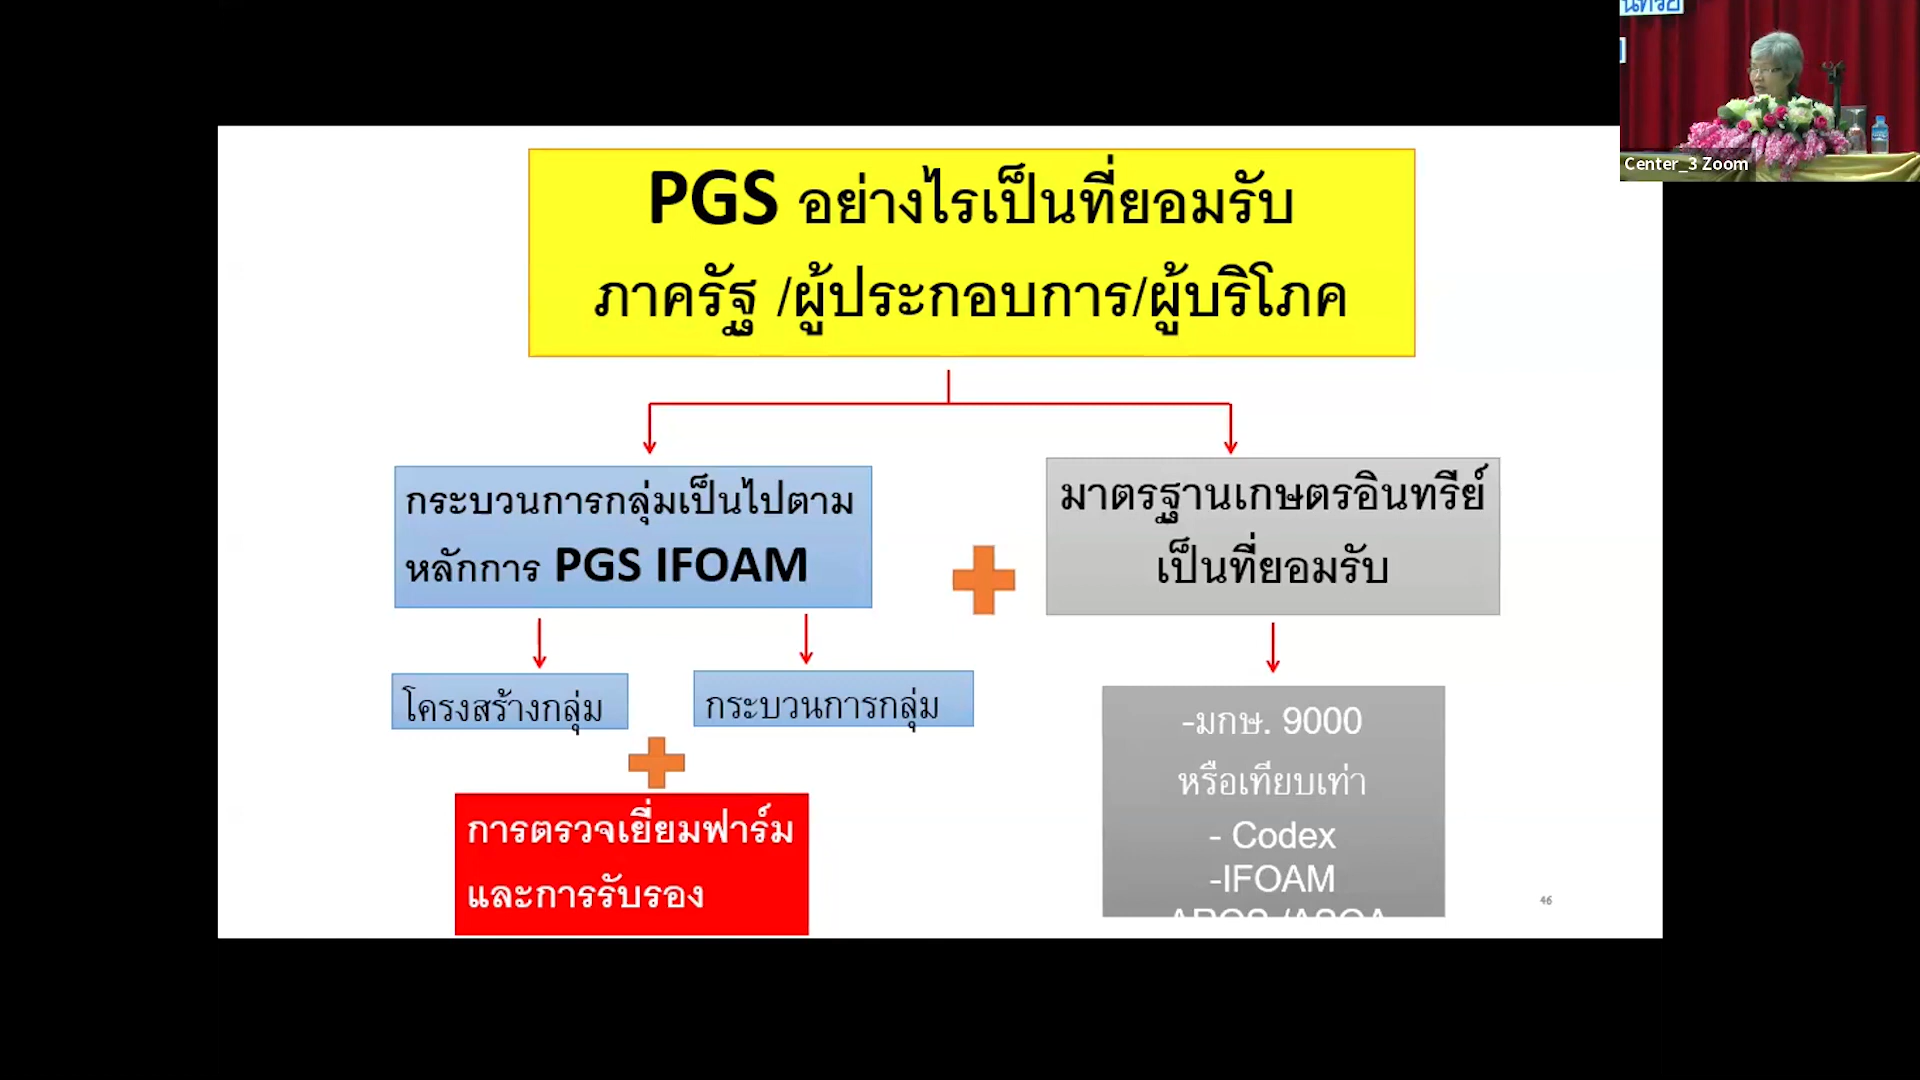 Center_3 Zoom
PGS อย่างไรเป็นที่ยอมรับ
ภาครัฐ /ผู้ประกอบการ/ผู้บริโภค
กระบวนการกลุ่มเป็นไปตาม
หลักการ PGS IFOAM
มาตรฐานเกษตรอินทรีย์
เป็นที่ยอมรับ
โครงสร้างกลุ่ม
กระบวนการกลุ่ม
การตรวจเยี่ยมฟาร์ม
และการรับรอง
-มกษ. 9000
หรือเทียบเท่า
- Codex
-IFOAM
46